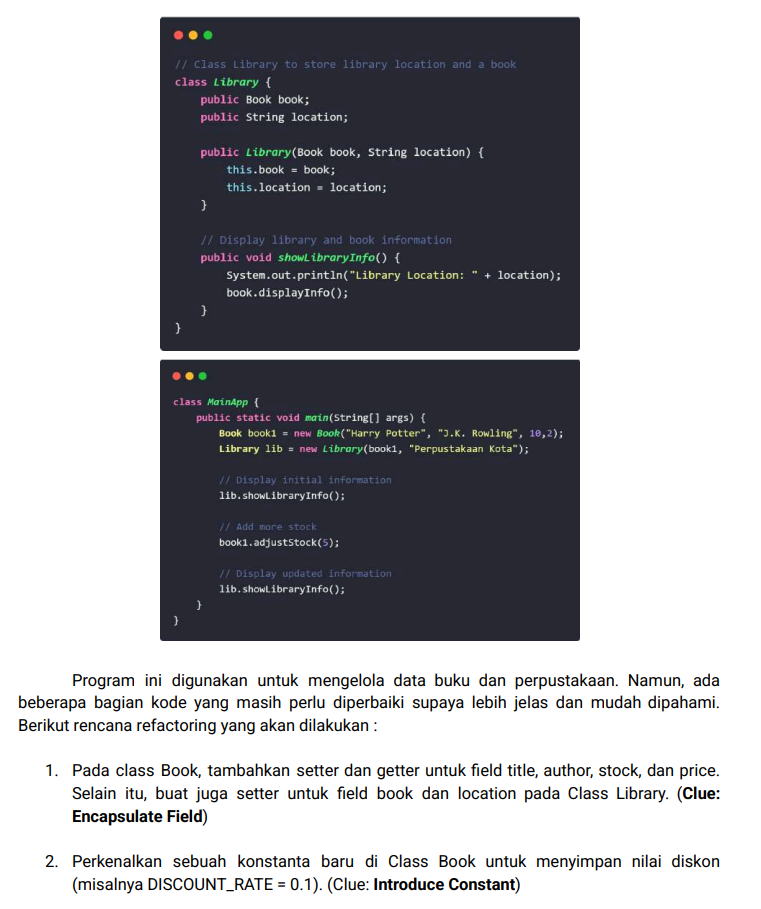 // Class Library to store library location and a book
class Library {
    public Book book;
    public String location;

    public Library(Book book, String location) {
        this.book = book;
        this.location = location;
    }

    // Display library and book information
    public void showLibraryInfo() {
        System.out.println("Library Location: " + location);
        book.displayInfo();
    }
}
class MainApp {
    public static void main(String[] args) {
        Book book1 = new Book("Harry Potter", "J.K. Rowling", 10,2);
        Library lib = new Library(book1, "Perpustakaan Kota");

        // Display initial information
        lib.showLibraryInfo();

        // Add more stock
        book1.adjustStock(5);

        // Display updated information
        lib.showLibraryInfo();
    }
}
Program ini digunakan untuk mengelola data buku dan perpustakaan. Namun, ada
beberapa bagian kode yang masih perlu diperbaiki supaya lebih jelas dan mudah dipahami.
Berikut rencana refactoring yang akan dilakukan :
1. Pada class Book, tambahkan setter dan getter untuk field title, author, stock, dan price.
Selain itu, buat juga setter untuk field book dan location pada Class Library. (Clue:
Encapsulate Field)
2. Perkenalkan sebuah konstanta baru di Class Book untuk menyimpan nilai diskon
(misalnya DISCOUNT_RATE = 0.1). (Clue: Introduce Constant)